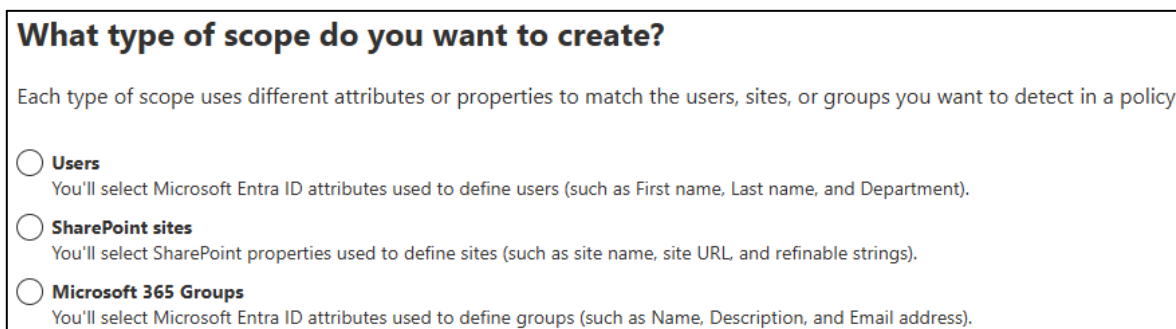 What type of scope do you want to create?
Each type of scope uses different attributes or properties to match the users, sites, or groups you want to detect in a policy
Users
You'll select Microsoft Entra ID attributes used to define users (such as First name, Last name, and Department).
SharePoint sites
You'll select SharePoint properties used to define sites (such as site name, site URL, and refinable strings).
Microsoft 365 Groups
You'll select Microsoft Entra ID attributes used to define groups (such as Name, Description, and Email address).